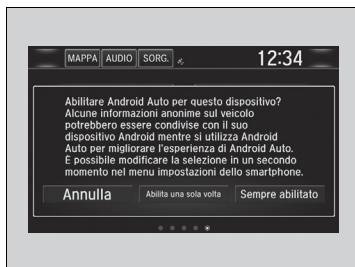 MAPPA AUDIO SORG. 12:34
Abilitare Android Auto per questo dispositivo?
Alcune informazioni anonime sul
veicolo
potrebbero essere condivise con il suo
dispositivo Android mentre si utilizza Android
Auto per migliorare l'esperienza di Android Auto.
È possibile modificare la selezione in un secondo
momento nel menu impostazioni dello smartphone.
Annulla Abilita una sola volta Sempre abilitato